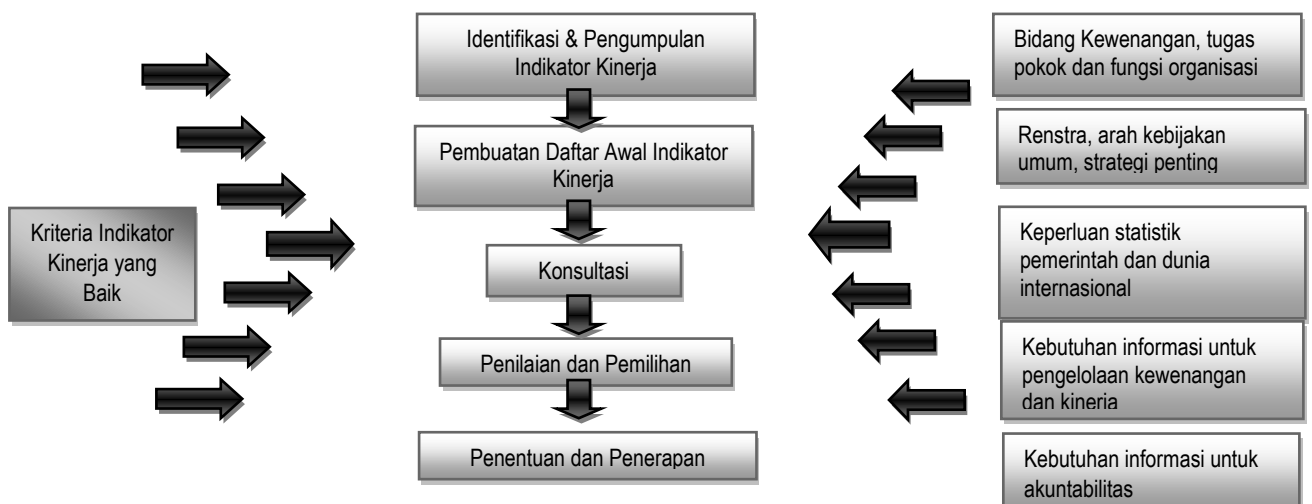 Identifikasi & Pengumpulan
Indikator Kinerja
Pembuatan Daftar Awal Indikator
Kinerja
Konsultasi
Penilaian dan Pemilihan
Penentuan dan Penerapan
Kriteria Indikator
Kinerja yang
Baik
Bidang Kewenangan, tugas
pokok dan fungsi organisasi
Renstra, arah kebijakan
umum, strategi penting
Keperluan statistik
pemerintah dan dunia
internasional
Kebutuhan informasi untuk
pengelolaan kewenangan
dan kinerja
Kebutuhan informasi untuk
akuntabilitas